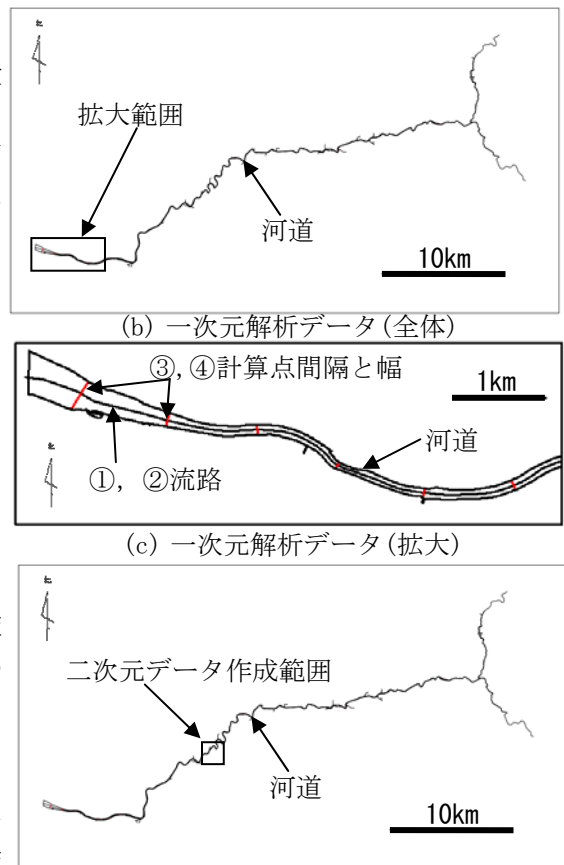 拡大範囲
河道
10km
(b) 一次元解析データ(全体)
③,④計算点間隔と幅
1km
河道
①, ②流路
(c) 一次元解析データ(拡大)
二次元データ作成範囲
河道
10km